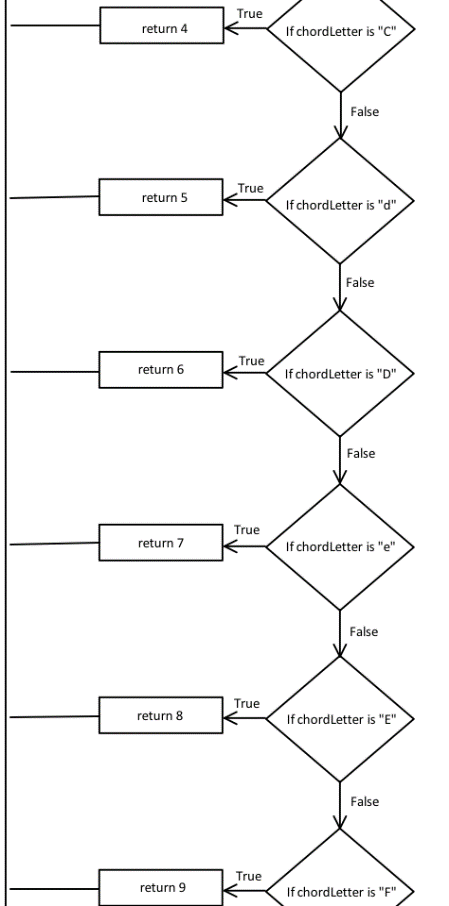 return 4
True
If chordLetter is "C"
False
return 5
True
If chordLetter is "d"
False
return 6
True
If chordLetter is "D"
False
return 7
True
If chordLetter is "e"
False
return 8
True
If chordLetter is "E"
False
return 9
True
If chordLetter is "F"